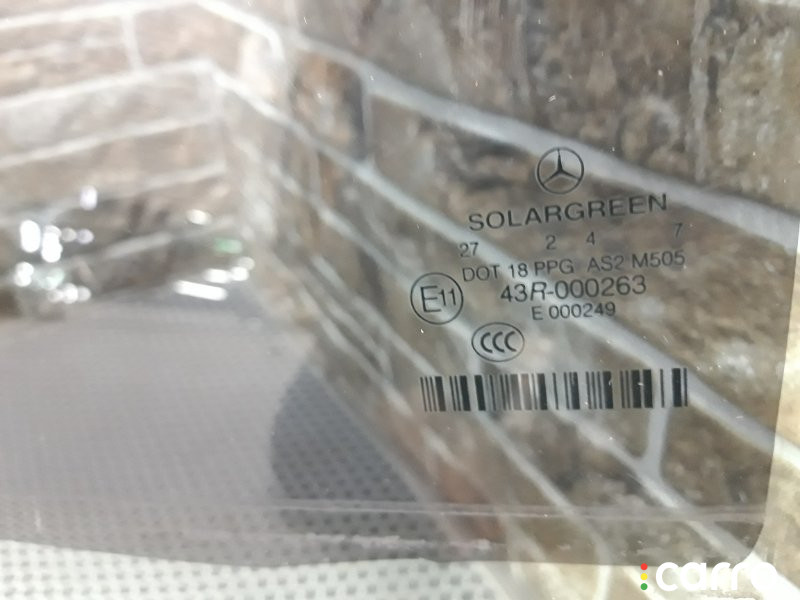 SOLARGREEN
27 2 4 7
DOT 18 PPG AS2 M505
E11
43R-000263
E 000249
CCC
carro